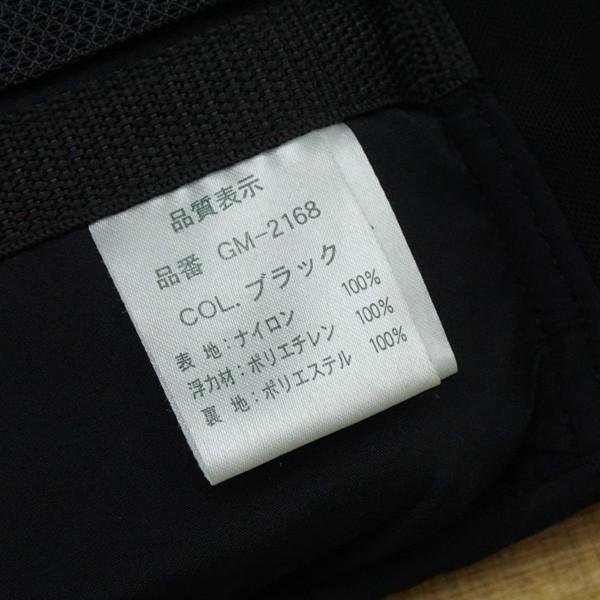 品質表示
品番 GM-2168
COL.ブラック
表 地：ナイロン 100%
浮力材：ポリエチレン 100%
裏 地：ポリエステル 100%